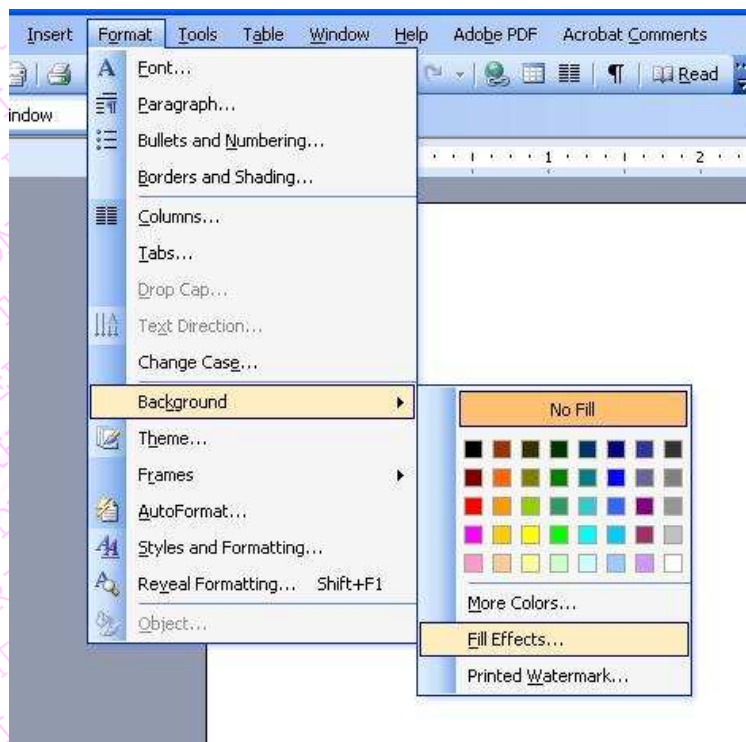 Insert Format Tools Table Window Help Adobe PDF Acrobat Comments
Read
indow
Font...
Paragraph...
Bullets and Numbering...
Borders and Shading...
1 2
Columns...
Tabs...
Drop Cap...
Text Direction...
Change Case...
Background
No Fill
Theme...
Frames
AutoFormat...
Styles and Formatting...
Reveal Formatting... Shift+F1
More Colors...
Object...
Fill Effects...
Printed Watermark...